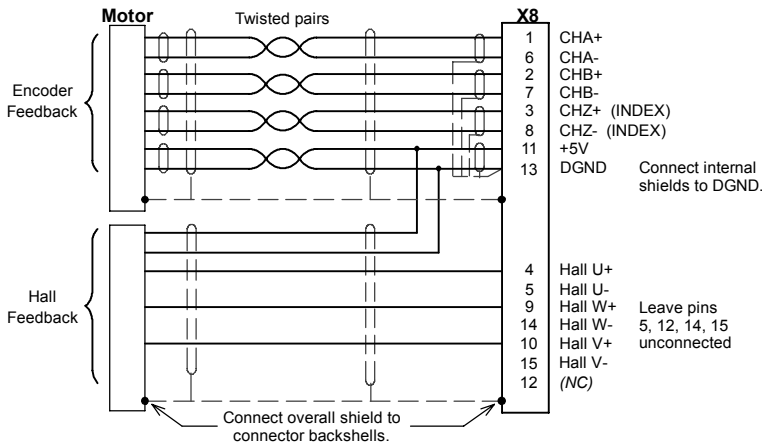 Motor
Twisted pairs
X8
Encoder
Feedback
1 CHA+
6 CHA-
2 CHB+
7 CHB-
3 CHZ+ (INDEX)
8 CHZ- (INDEX)
11 +5V
13 DGND
Connect internal
shields to DGND.
Hall
Feedback
4 Hall U+
5 Hall U-
9 Hall W+
14 Hall W-
10 Hall V+
15 Hall V-
12 (NC)
Leave pins
5, 12, 14, 15
unconnected
Connect overall shield to
connector backshells.